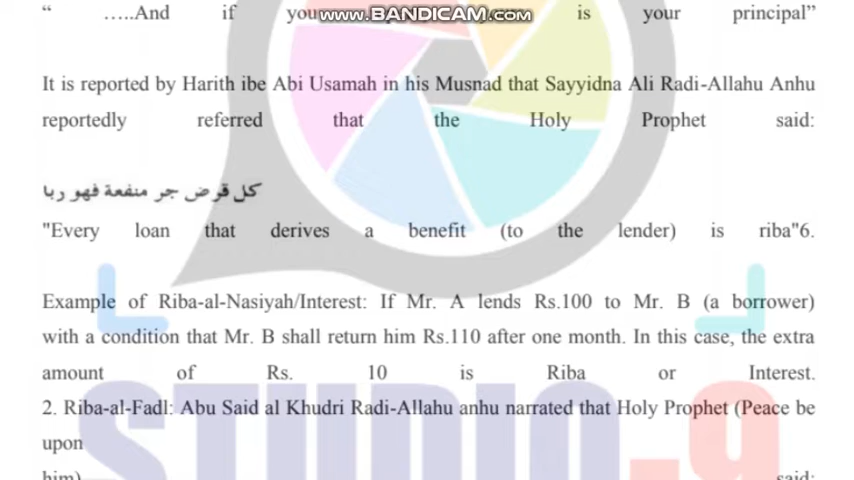 “ …..And if you is your principal”
www.BANDICAM.com
It is reported by Harith ibe Abi Usamah in his Musnad that Sayyidna Ali Radi-Allahu Anhu
reportedly referred that the Holy Prophet said:
كل قرض جر منفعة فهو ربا
"Every loan that derives a benefit (to the lender) is riba"6.
Example of Riba-al-Nasiyah/Interest: If Mr. A lends Rs.100 to Mr. B (a borrower)
with a condition that Mr. B shall return him Rs.110 after one month. In this case, the extra
amount of Rs. 10 is Riba or Interest.
2. Riba-al-Fadl: Abu Said al Khudri Radi-Allahu anhu narrated that Holy Prophet (Peace be
upon
him) said:
STUDIO-9